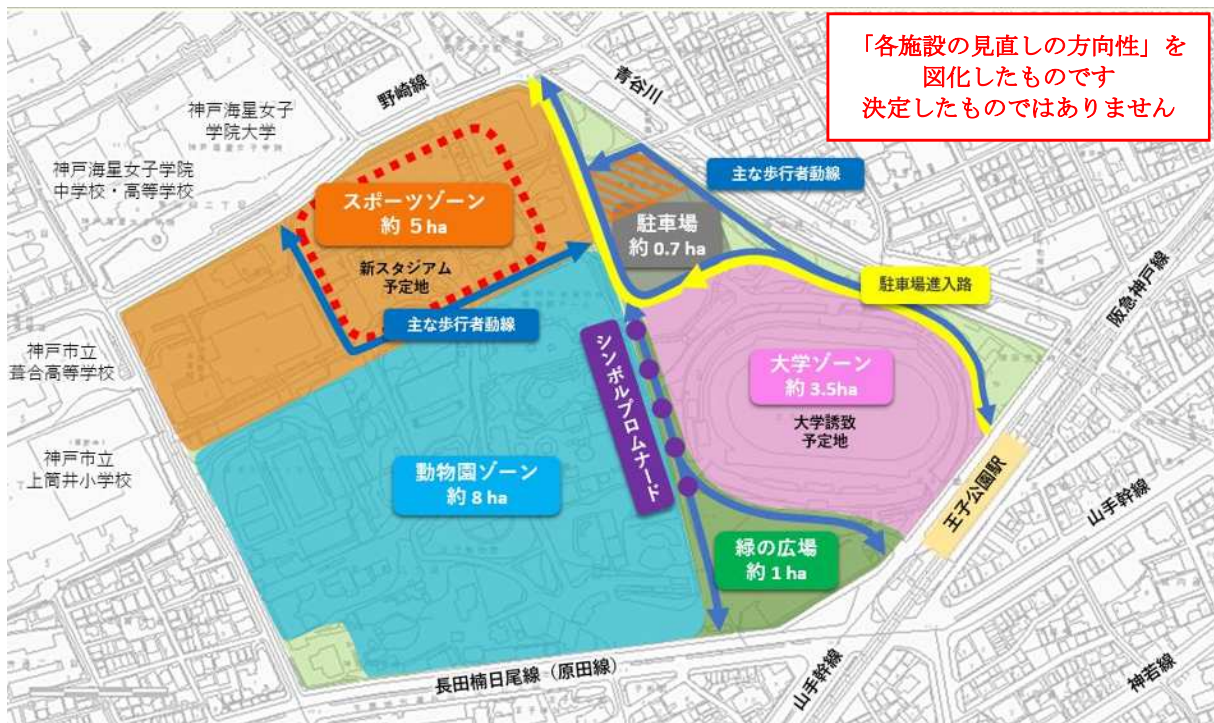 「各施設の見直しの方向性」を
図化したものです
決定したものではありません
野崎線
青谷川
神戸海星女子
学院大学
神戸海星女子学院
中学校・高等学校
スポーツゾーン
約 5 ha
新スタジアム
予定地
主な歩行者動線
駐車場
約 0.7 ha
主な歩行者動線
駐車場進入路
阪急神戸線
神戸市立
葺合高等学校
神戸市立
上筒井小学校
シンボルプロムナード
大学ゾーン
約 3.5ha
大学誘致
予定地
動物園ゾーン
約 8 ha
王子公園駅
山手幹線
緑の広場
約 1 ha
長田楠日尾線（原田線）
山手幹線
神若線